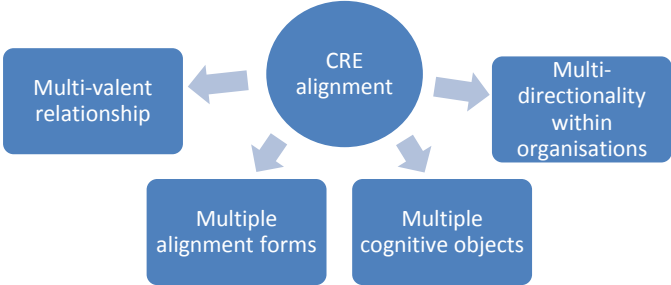 CRE
alignment
Multi-valent
relationship
Multi-
directionality
within
organisations
Multiple
alignment forms
Multiple
cognitive objects